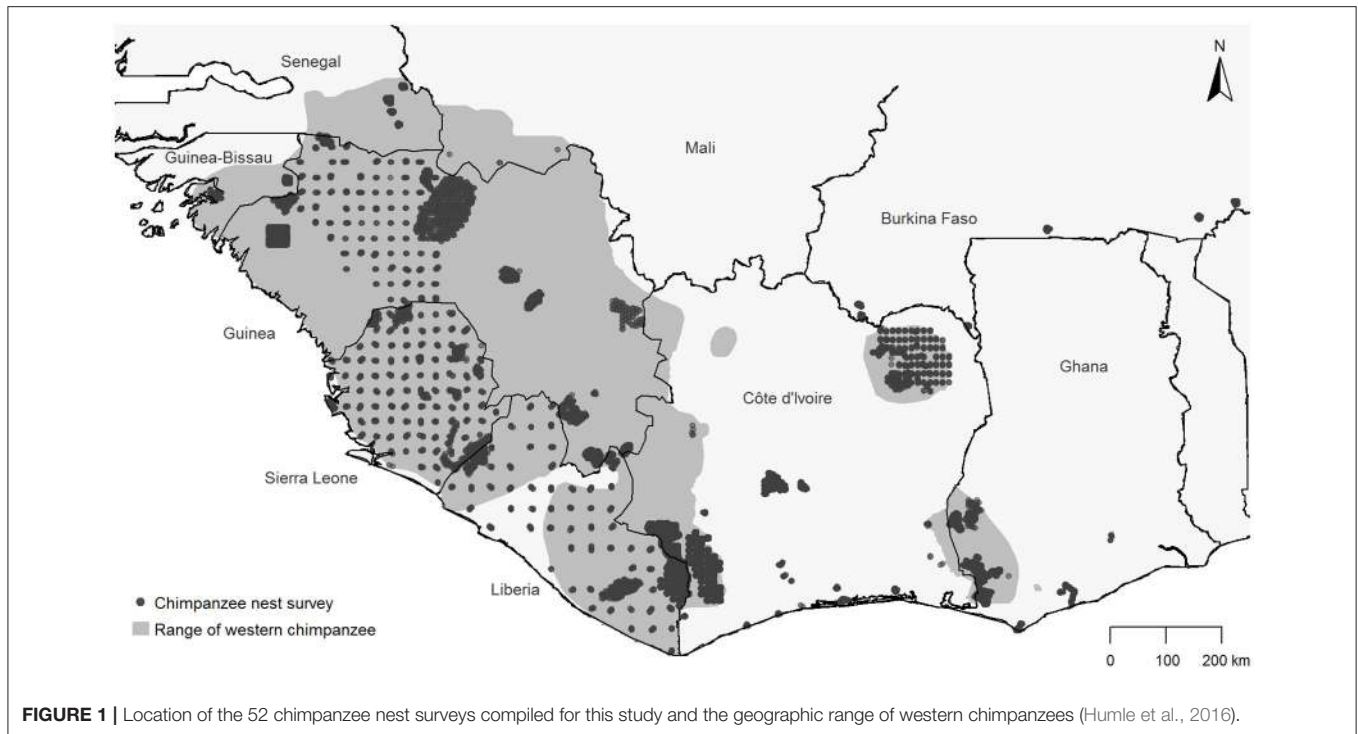 Senegal
N
Mali
Guinea-Bissau
Burkina Faso
Guinea
Ghana
Côte d'Ivoire
Sierra Leone
Liberia
Chimpanzee nest survey
Range of western chimpanzee
0 100 200 km
FIGURE 1 | Location of the 52 chimpanzee nest surveys compiled for this study and the geographic range of western chimpanzees (Humle et al., 2016).